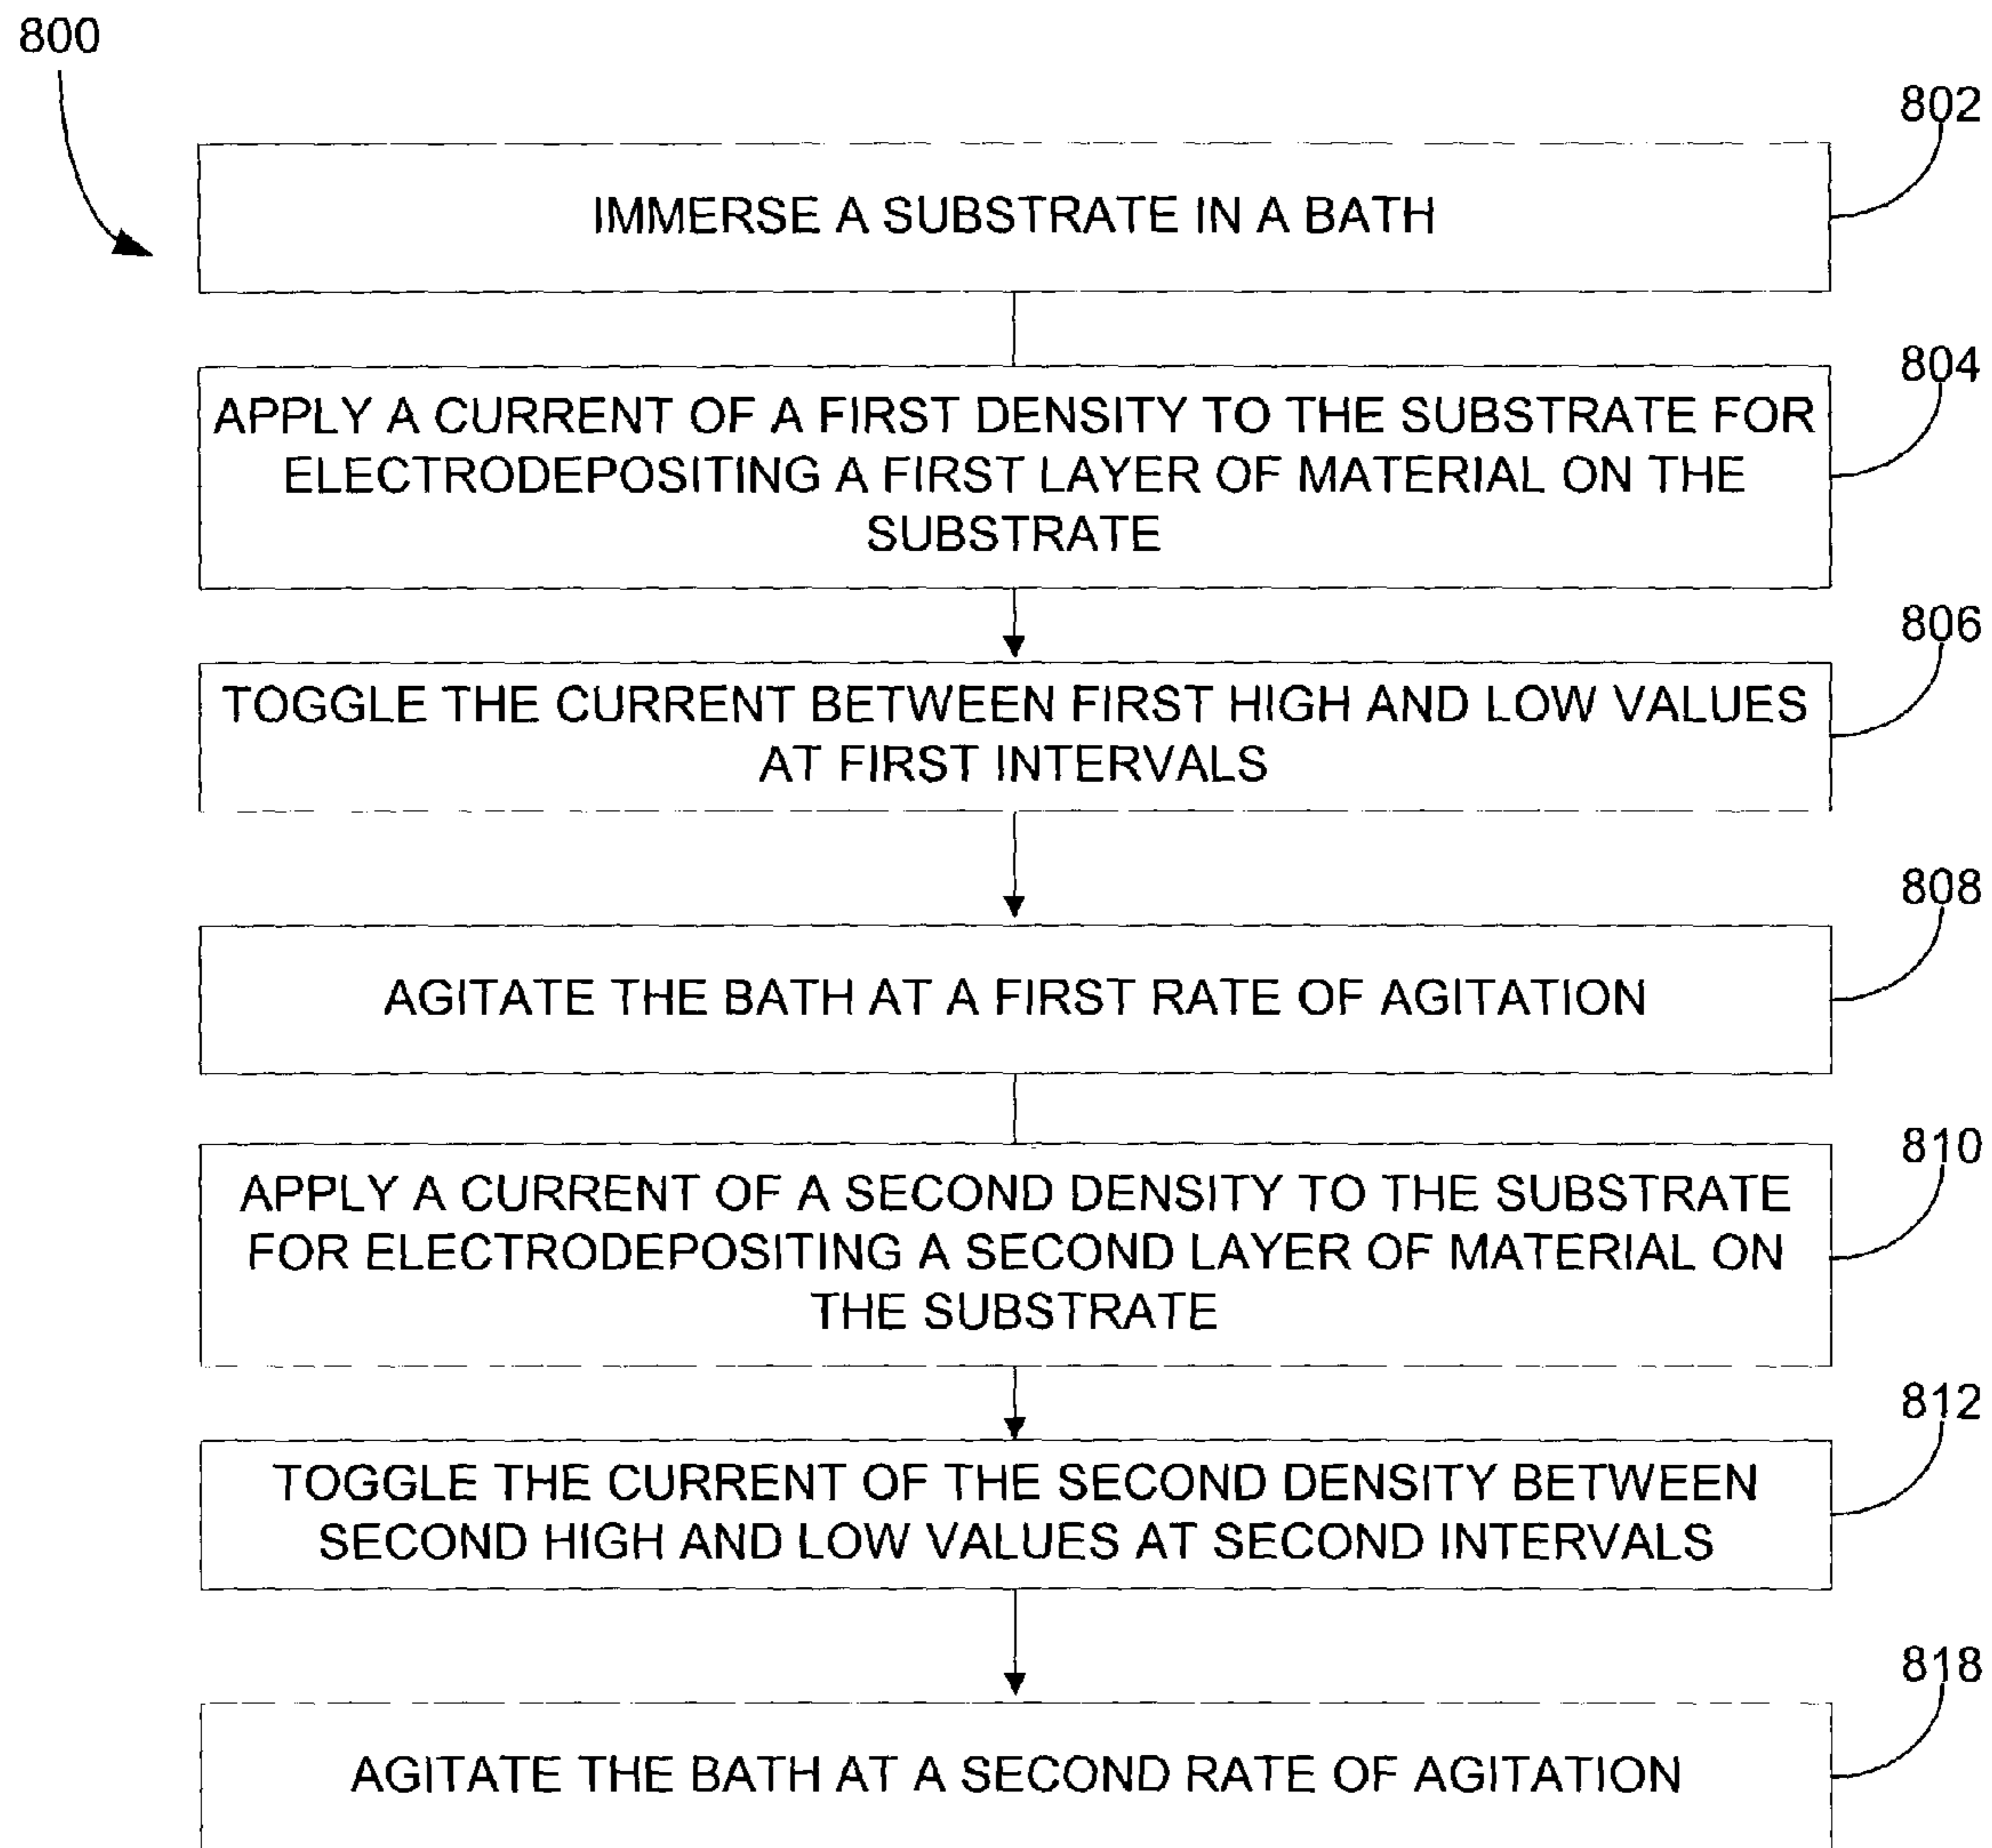 800
802
IMMERSE A SUBSTRATE IN A BATH
804
APPLY A CURRENT OF A FIRST DENSITY TO THE SUBSTRATE FOR
ELECTRODEPOSITING A FIRST LAYER OF MATERIAL ON THE
SUBSTRATE
806
TOGGLE THE CURRENT BETWEEN FIRST HIGH AND LOW VALUES
AT FIRST INTERVALS
808
AGITATE THE BATH AT A FIRST RATE OF AGITATION
810
APPLY A CURRENT OF A SECOND DENSITY TO THE SUBSTRATE
FOR ELECTRODEPOSITING A SECOND LAYER OF MATERIAL ON
THE SUBSTRATE
812
TOGGLE THE CURRENT OF THE SECOND DENSITY BETWEEN
SECOND HIGH AND LOW VALUES AT SECOND INTERVALS
818
AGITATE THE BATH AT A SECOND RATE OF AGITATION